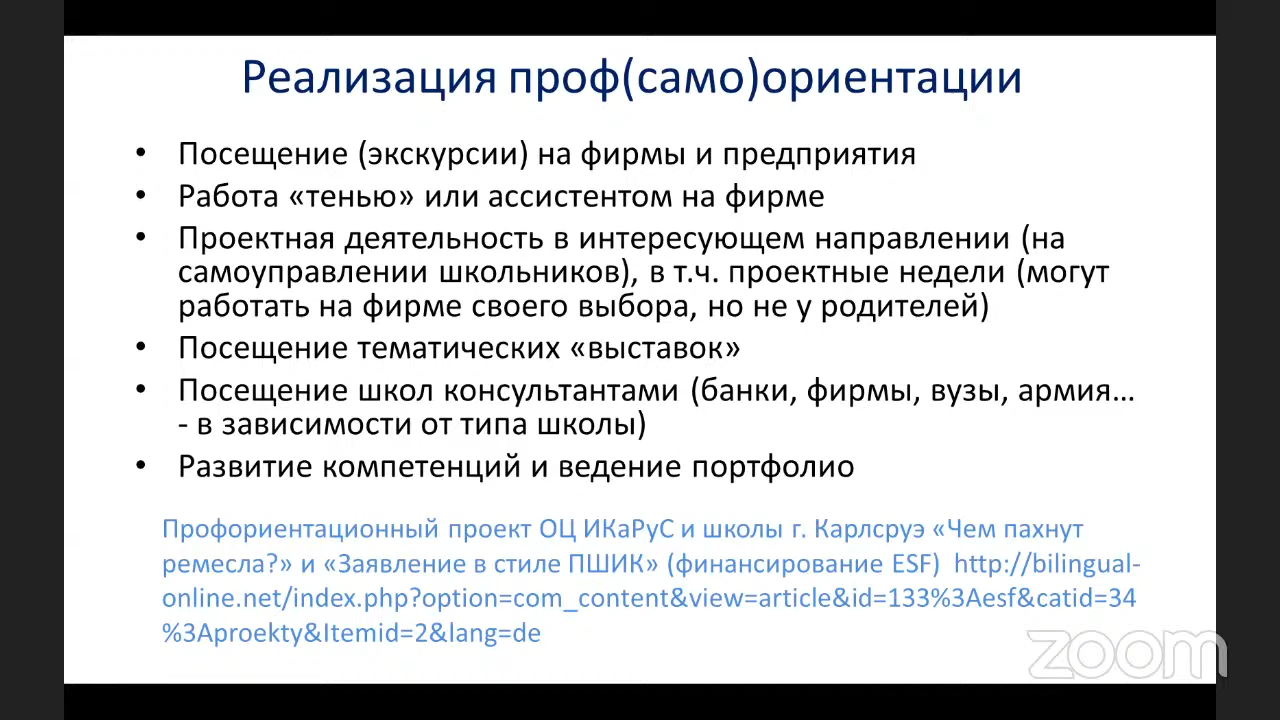 Реализация проф(само)ориентации
• Посещение (экскурсии) на фирмы и предприятия
• Работа «тенью» или ассистентом на фирме
• Проектная деятельность в интересующем направлении (на
самоуправлении школьников), в т.ч. проектные недели (могут
работать на фирме своего выбора, но не у родителей)
• Посещение тематических «выставок»
• Посещение школ консультантами (банки, фирмы, вузы, армия…
- в зависимости от типа школы)
• Развитие компетенций и ведение портфолио
Профориентационный проект ОЦ ИКаРуС и школы г. Карлсруэ «Чем пахнут
ремесла?» и «Заявление в стиле ПШИК» (финансирование ESF) http://bilingual-
online.net/index.php?option=com_content&view=article&id=133%3Aesf&catid=34
%3Aproekty&Itemid=2&lang=de
zoom